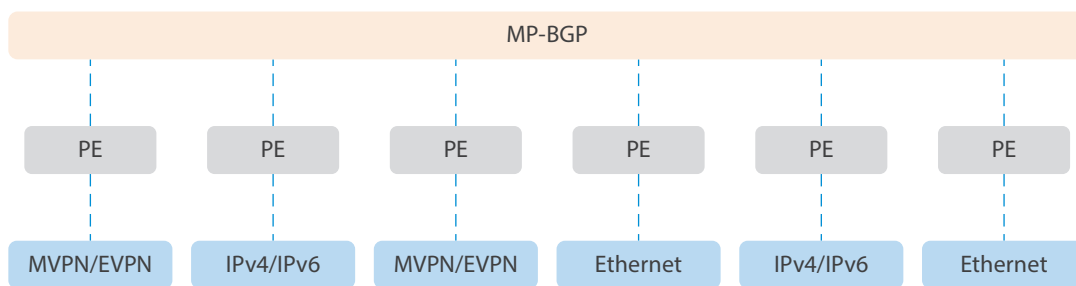 MP-BGP
PE PE PE PE PE PE
MVPN/EVPN IPv4/IPv6 MVPN/EVPN Ethernet IPv4/IPv6 Ethernet